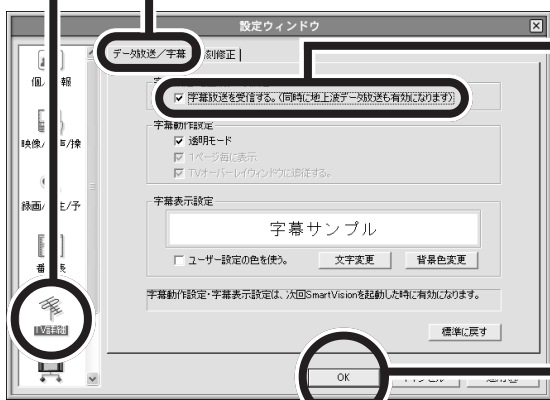 設定ウィンドウ
データ放送/字幕
刻修正
字幕放送を受信する。(同時に地上波データ放送も有効になります)
字幕動作設定
透明モード
1ページ毎に表示
TVオーバーレイウィンドウに追従する。
字幕表示設定
字幕サンプル
ユーザー設定の色を使う。
文字変更
背景色変更
字幕動作設定・字幕表示設定は、次回SmartVisionを起動した時に有効になります。
標準に戻す
TV詳細
OK